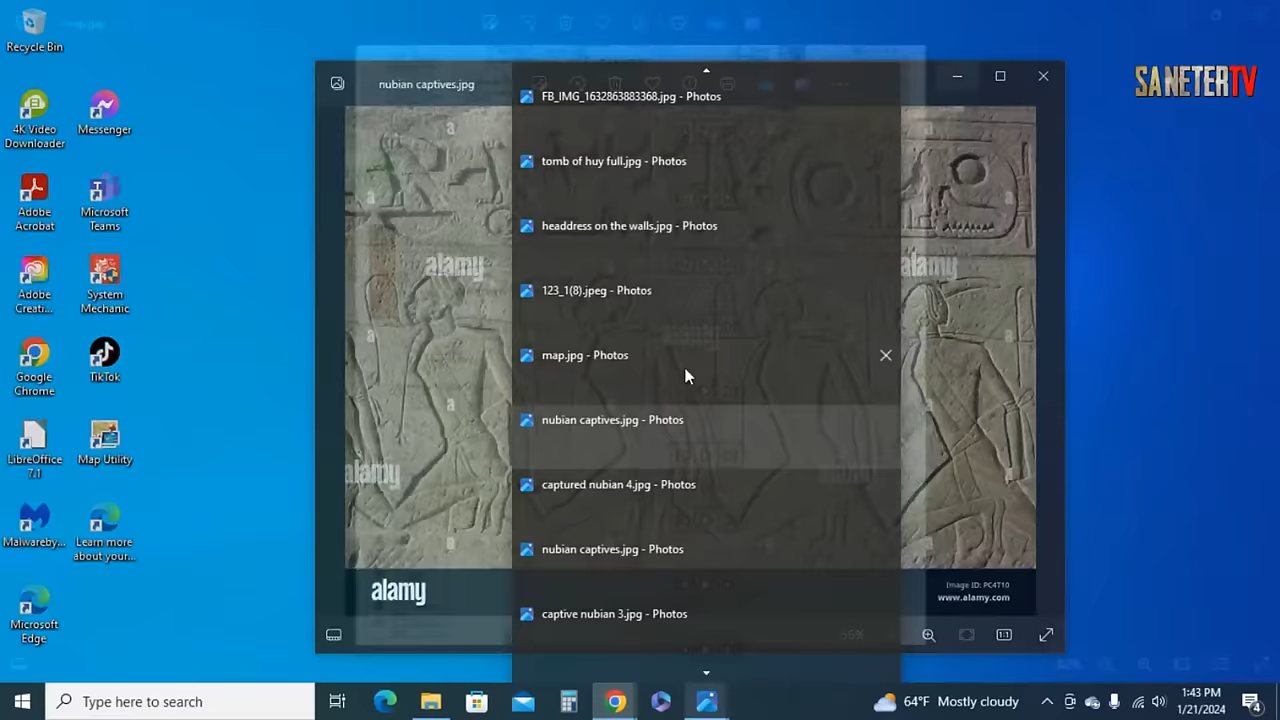 Recycle Bin
4K Video
Downloader
Messenger
Adobe
Acrobat
Microsoft
Teams
Adobe
Creati...
System
Mechanic
Google
Chrome
TikTok
LibreOffice
7.1
Map Utility
Malwareby...
Learn more
about your...
Microsoft
Edge
nubian captives.jpg
FB_IMG_1632863883368.jpg - Photos
tomb of huy full.jpg - Photos
headdress on the walls.jpg - Photos
123_1(8).jpeg - Photos
map.jpg - Photos
nubian captives.jpg - Photos
captured nubian 4.jpg - Photos
nubian captives.jpg - Photos
captive nubian 3.jpg - Photos
a
a
a
a
a
a
alamy
alamy
alamy
alamy
Image ID: PC4T10
www.alamy.com
56%
1:1
SANETERTV
Type here to search
64°F Mostly cloudy
1:43 PM
1/21/2024
4